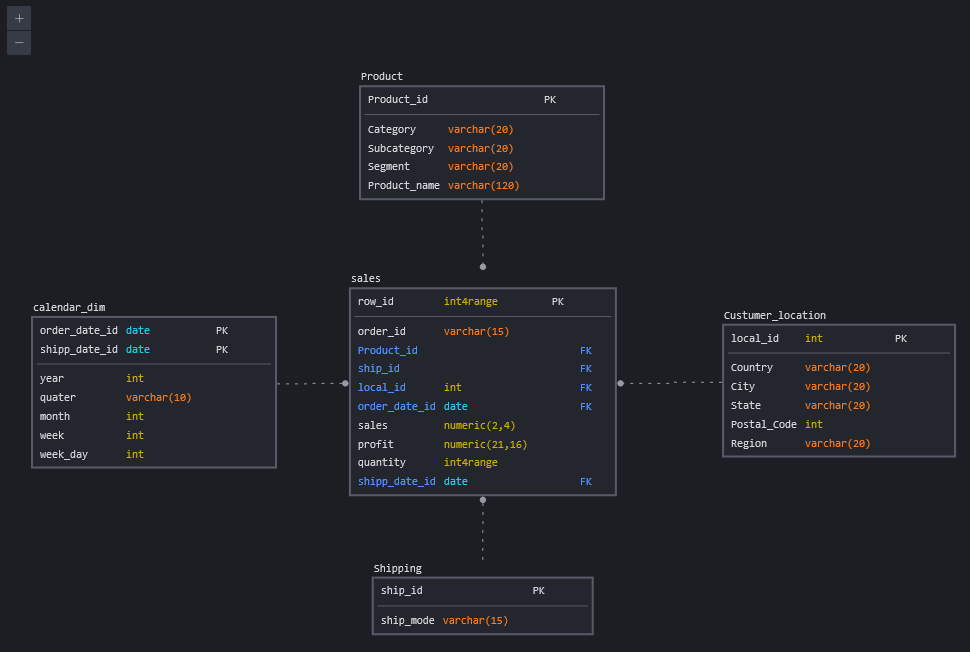 +
−
Product
Product_id PK
Category varchar(20)
Subcategory varchar(20)
Segment varchar(20)
Product_name varchar(120)
sales
row_id int4range PK
order_id varchar(15)
Product_id FK
ship_id FK
local_id int FK
order_date_id date FK
sales numeric(2,4)
profit numeric(21,16)
quantity int4range
shipp_date_id date FK
calendar_dim
order_date_id date PK
shipp_date_id date PK
year int
quater varchar(10)
month int
week int
week_day int
Custumer_location
local_id int PK
Country varchar(20)
City varchar(20)
State varchar(20)
Postal_Code int
Region varchar(20)
Shipping
ship_id PK
ship_mode varchar(15)